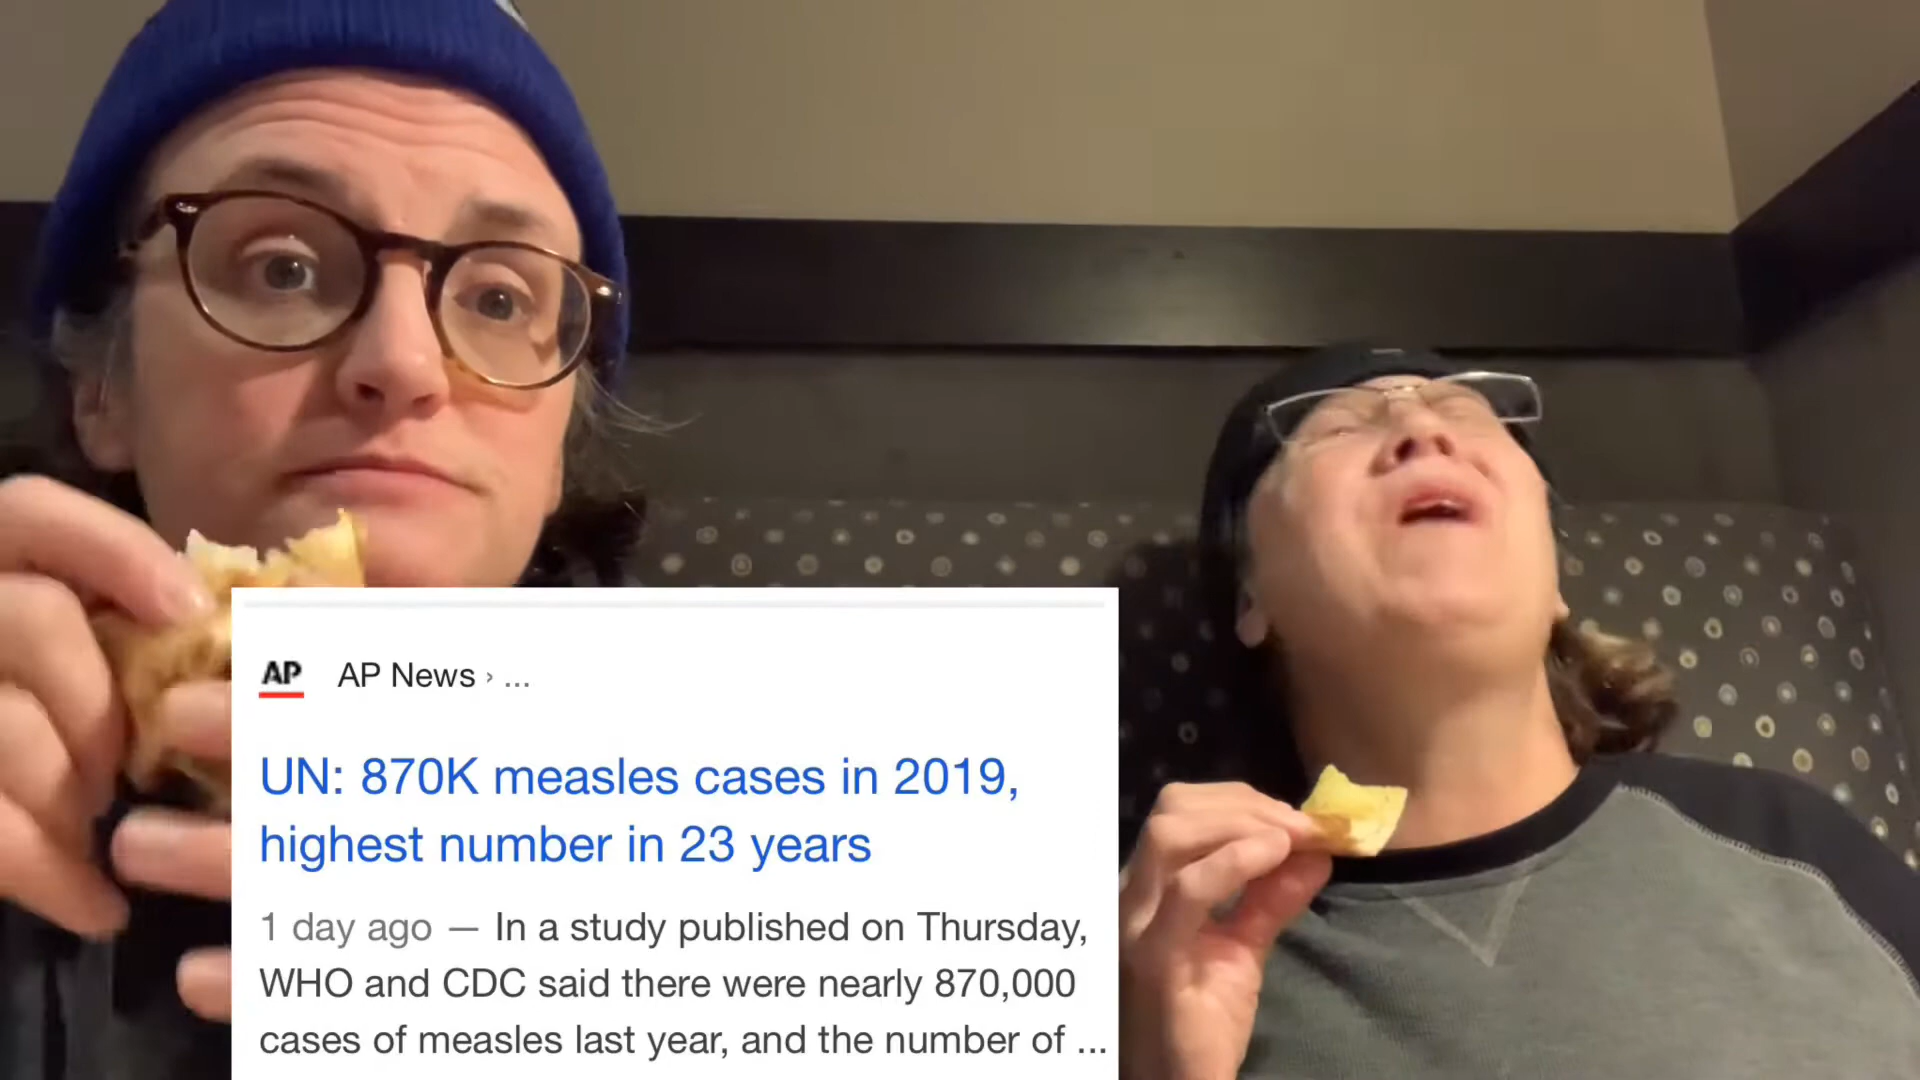 AP AP News › ...
UN: 870K measles cases in 2019,
highest number in 23 years
1 day ago — In a study published on Thursday,
WHO and CDC said there were nearly 870,000
cases of measles last year, and the number of ...